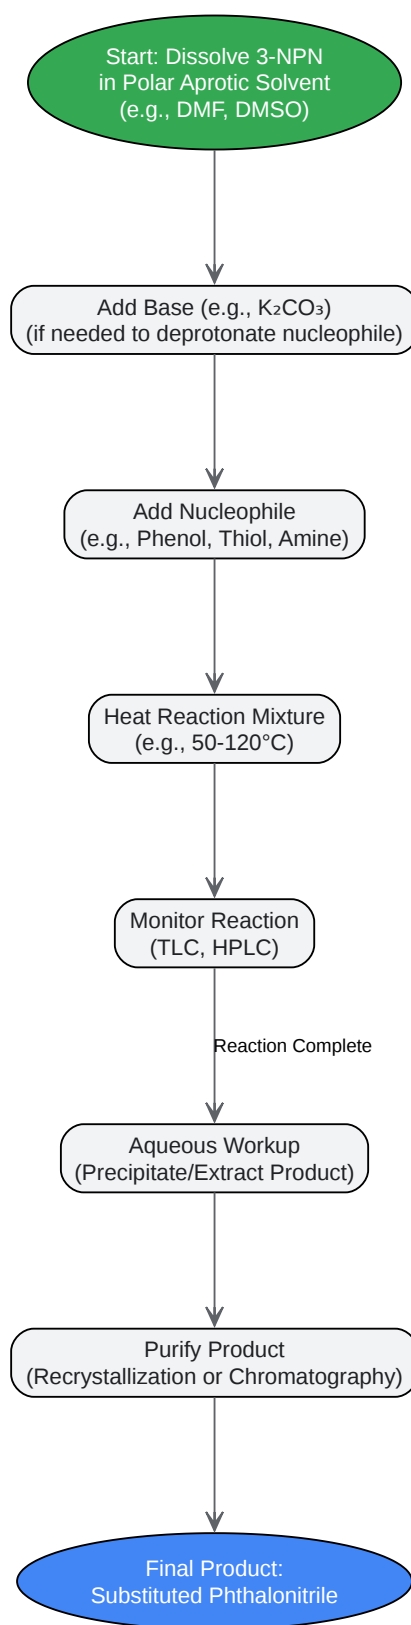 Start: Dissolve 3-NPN
in Polar Aprotic Solvent
(e.g., DMF, DMSO)
Add Base (e.g., K₂CO₃)
(if needed to deprotonate nucleophile)
Add Nucleophile
(e.g., Phenol, Thiol, Amine)
Heat Reaction Mixture
(e.g., 50-120°C)
Monitor Reaction
(TLC, HPLC)
Reaction Complete
Aqueous Workup
(Precipitate/Extract Product)
Purify Product
(Recrystallization or Chromatography)
Final Product:
Substituted Phthalonitrile